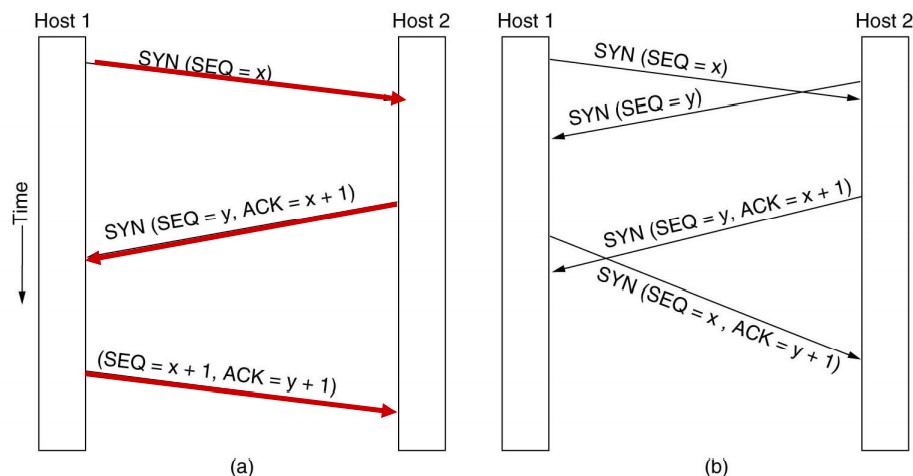 Host 1
Host 2
SYN (SEQ = x)
SYN (SEQ = y, ACK = x + 1)
(SEQ = x + 1, ACK = y + 1)
Time
(a)
Host 1
Host 2
SYN (SEQ = x)
SYN (SEQ = y)
SYN (SEQ = y, ACK = x + 1)
SYN (SEQ = x , ACK = y + 1)
(b)